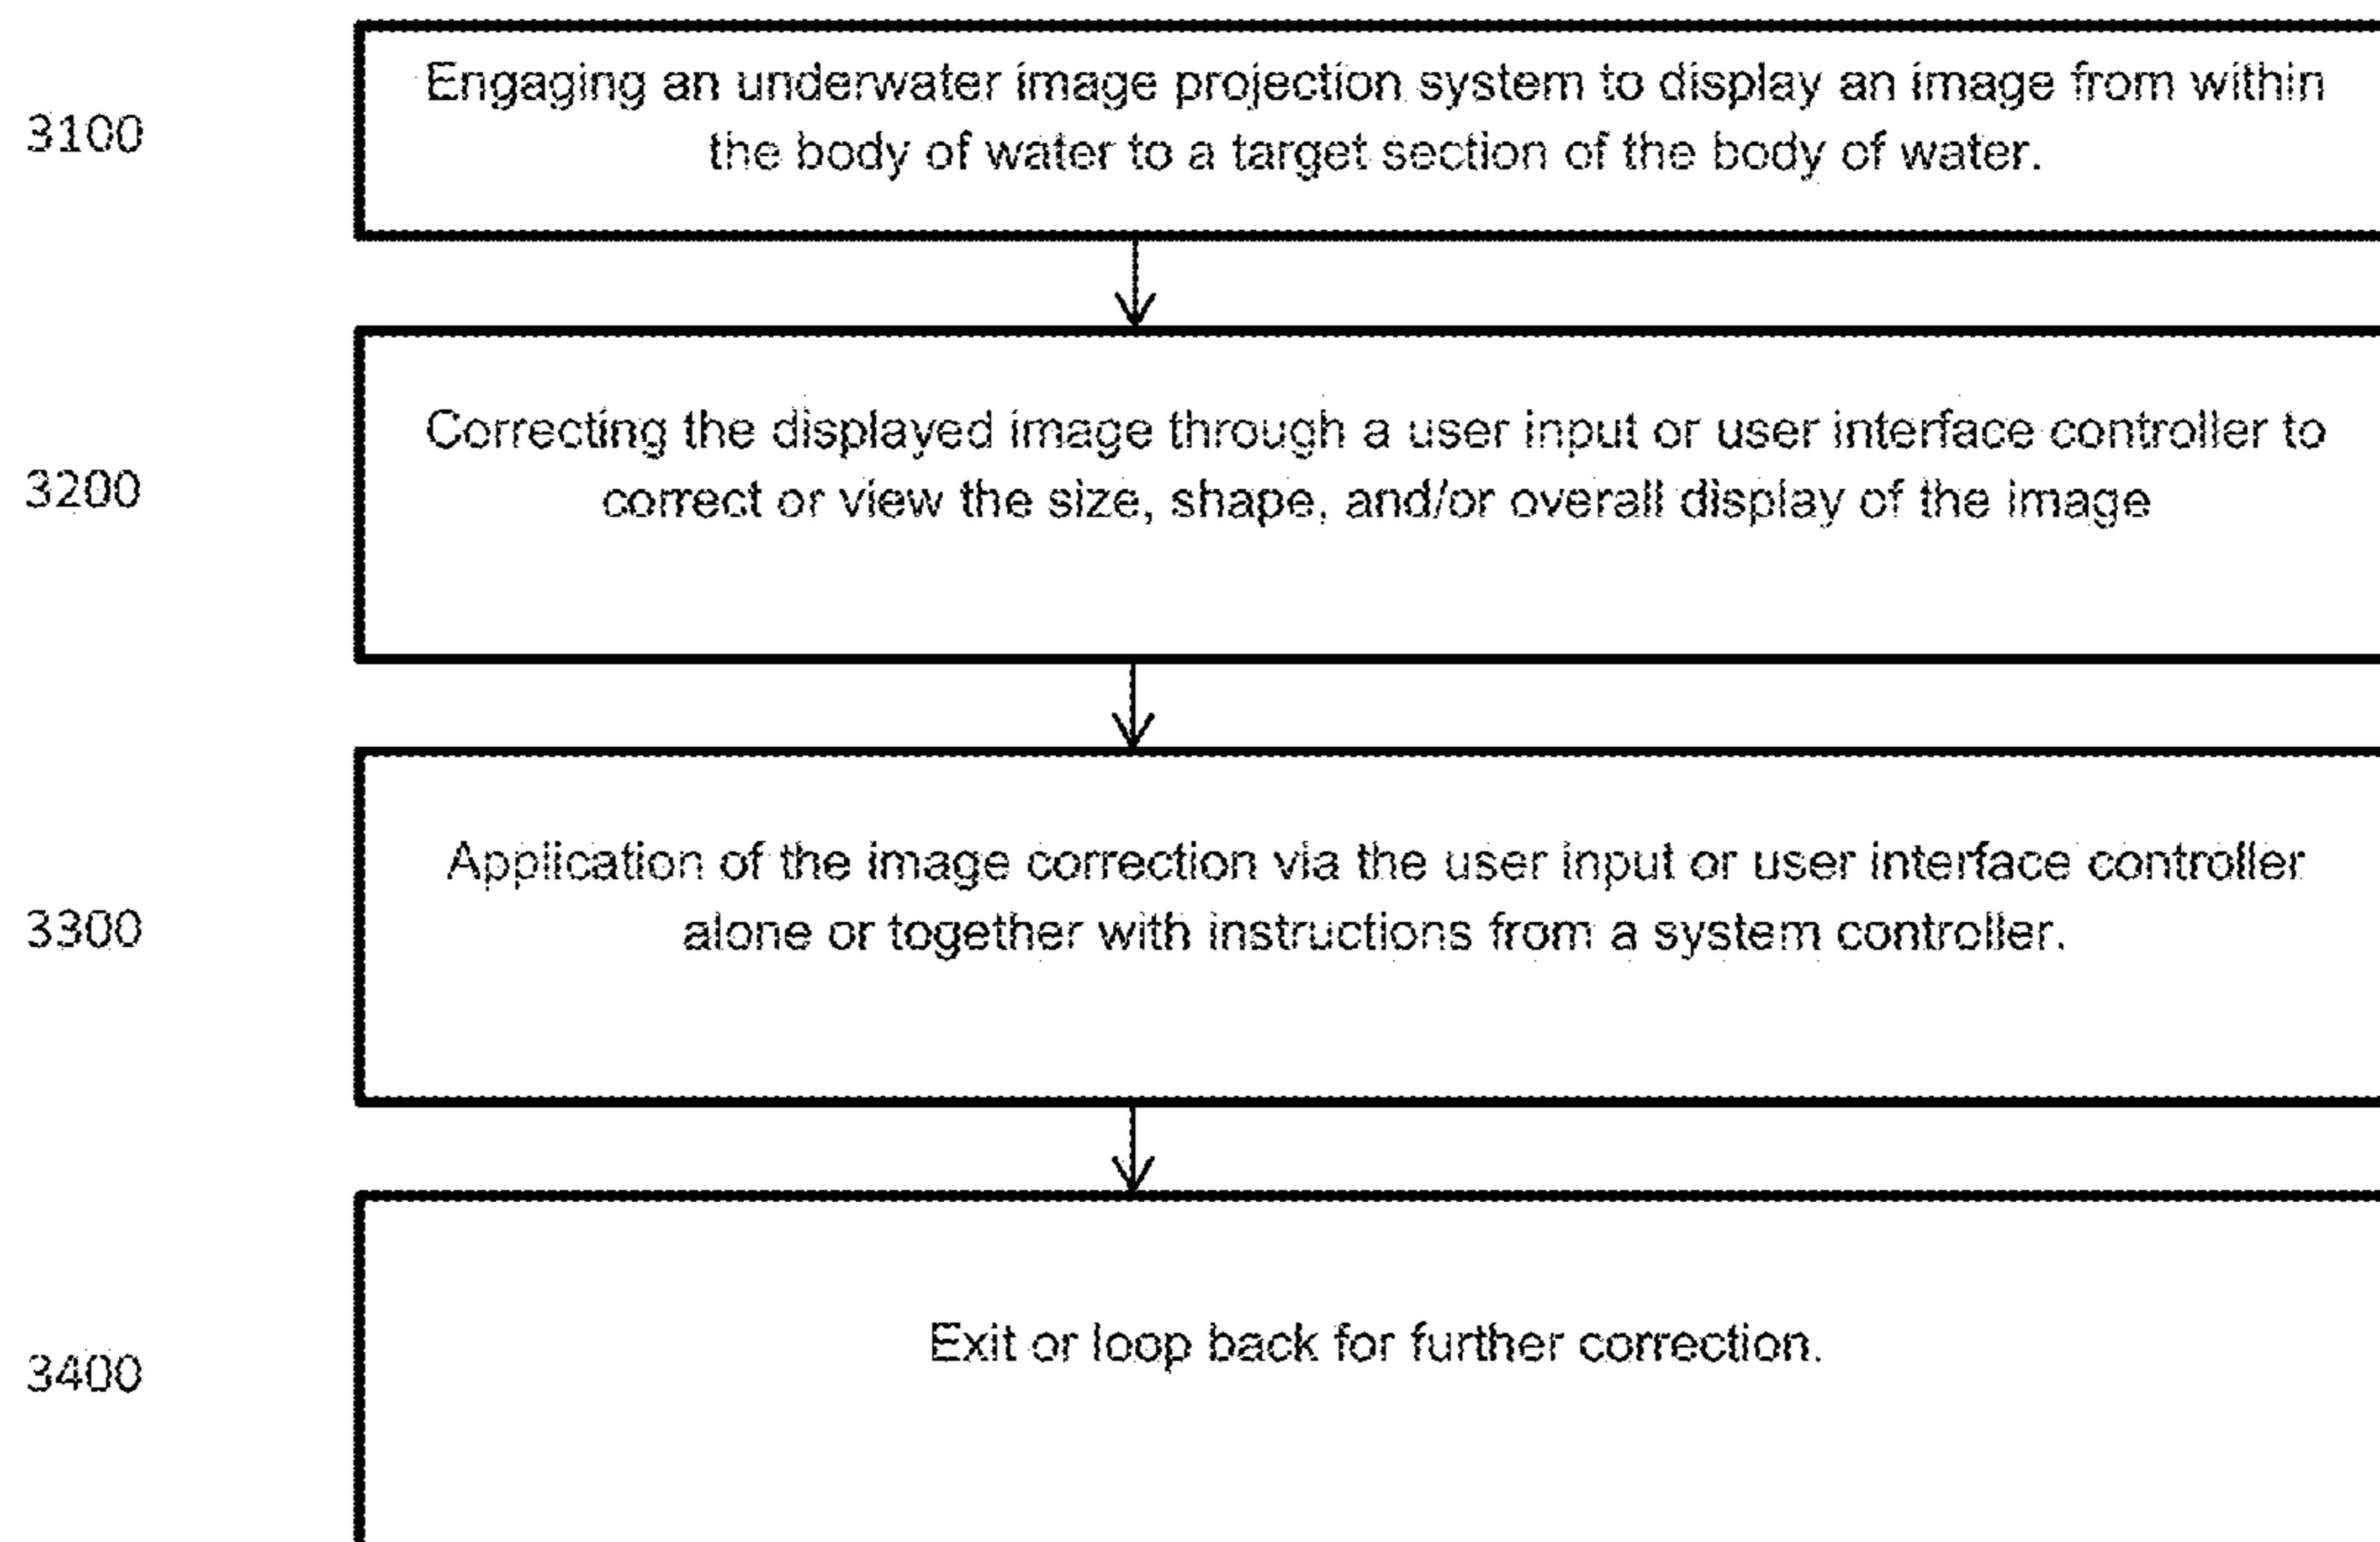 3100
Engaging an underwater image projection system to display an image from within
the body of water to a target section of the body of water.
3200
Correcting the displayed image through a user input or user interface controller to
correct or view the size, shape, and/or overall display of the image
3300
Application of the image correction via the user input or user interface controller
alone or together with instructions from a system controller.
3400
Exit or loop back for further correction.